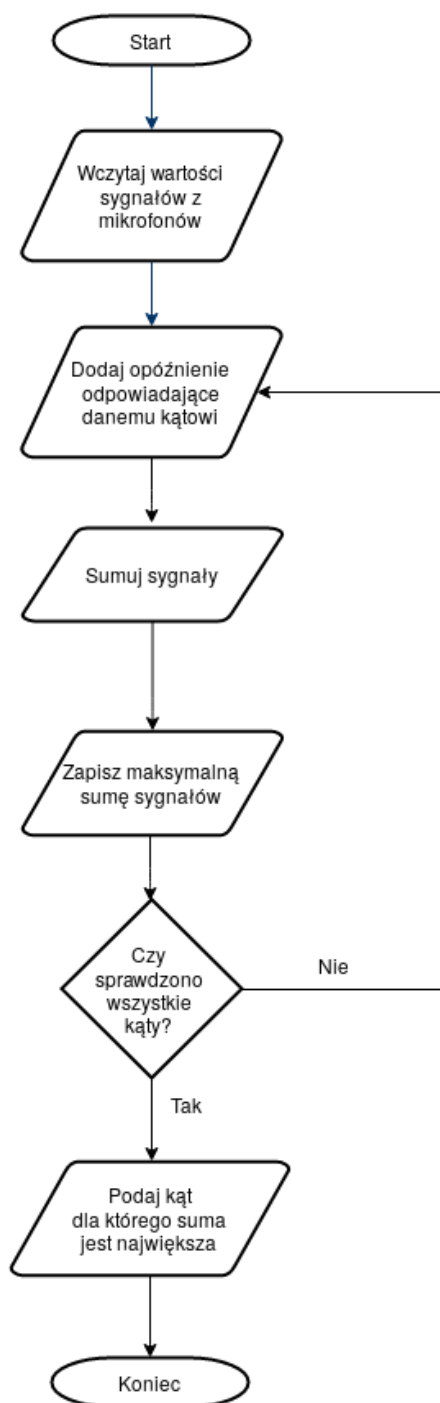 Start
Wczytaj wartości
sygnałów z
mikrofonów
Dodaj opóźnienie
odpowiadające
danemu kątowi
Sumuj sygnały
Zapisz maksymalną
sumę sygnałów
Czy
sprawdzono
wszystkie
kąty?
Nie
Tak
Podaj kąt
dla którego suma
jest największa
Koniec